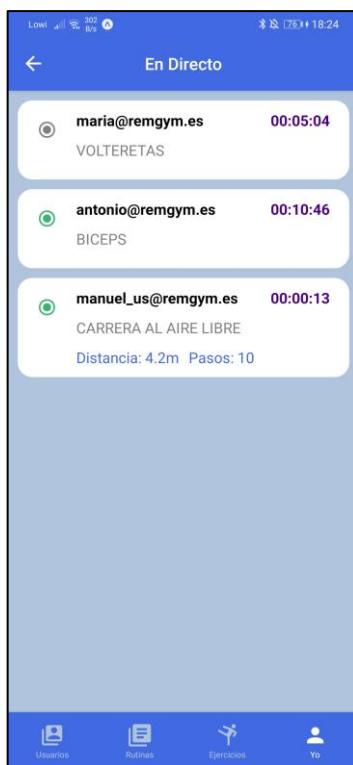 Lowi 302 B/s 76 18:24
En Directo
maria@remgym.es 00:05:04
VOLTERETAS
antonio@remgym.es 00:10:46
BICEPS
manuel_us@remgym.es 00:00:13
CARRERA AL AIRE LIBRE
Distancia: 4.2m Pasos: 10
Usuarios Rutinas Ejercicios Yo